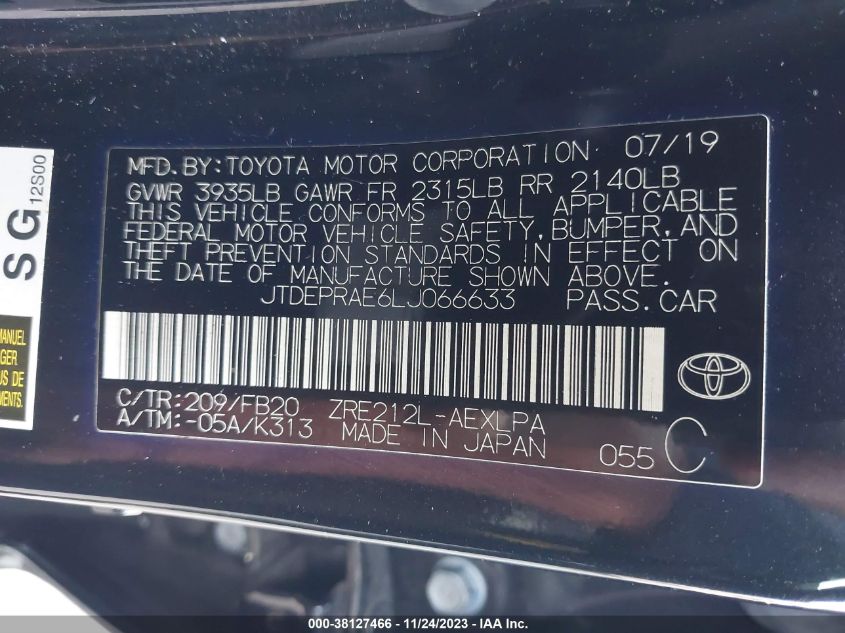 MFD. BY: TOYOTA MOTOR CORPORATION 07/19
GVWR 3935LB GAWR FR 2315LB RR 2140LB
THIS VEHICLE CONFORMS TO ALL APPLICABLE
FEDERAL MOTOR VEHICLE SAFETY, BUMPER, AND
THEFT PREVENTION STANDARDS IN EFFECT ON
THE DATE OF MANUFACTURE SHOWN ABOVE.
JTDEPRAE6LJ066633 PASS. CAR
C/TR: 209/FB20 ZRE212L-AEXLPA
A/TM: -05A/K313 MADE IN JAPAN 055 C
SG
12S00
MANUEL
GER
US DE
000-38127466 - 11/24/2023 - IAAI.com.